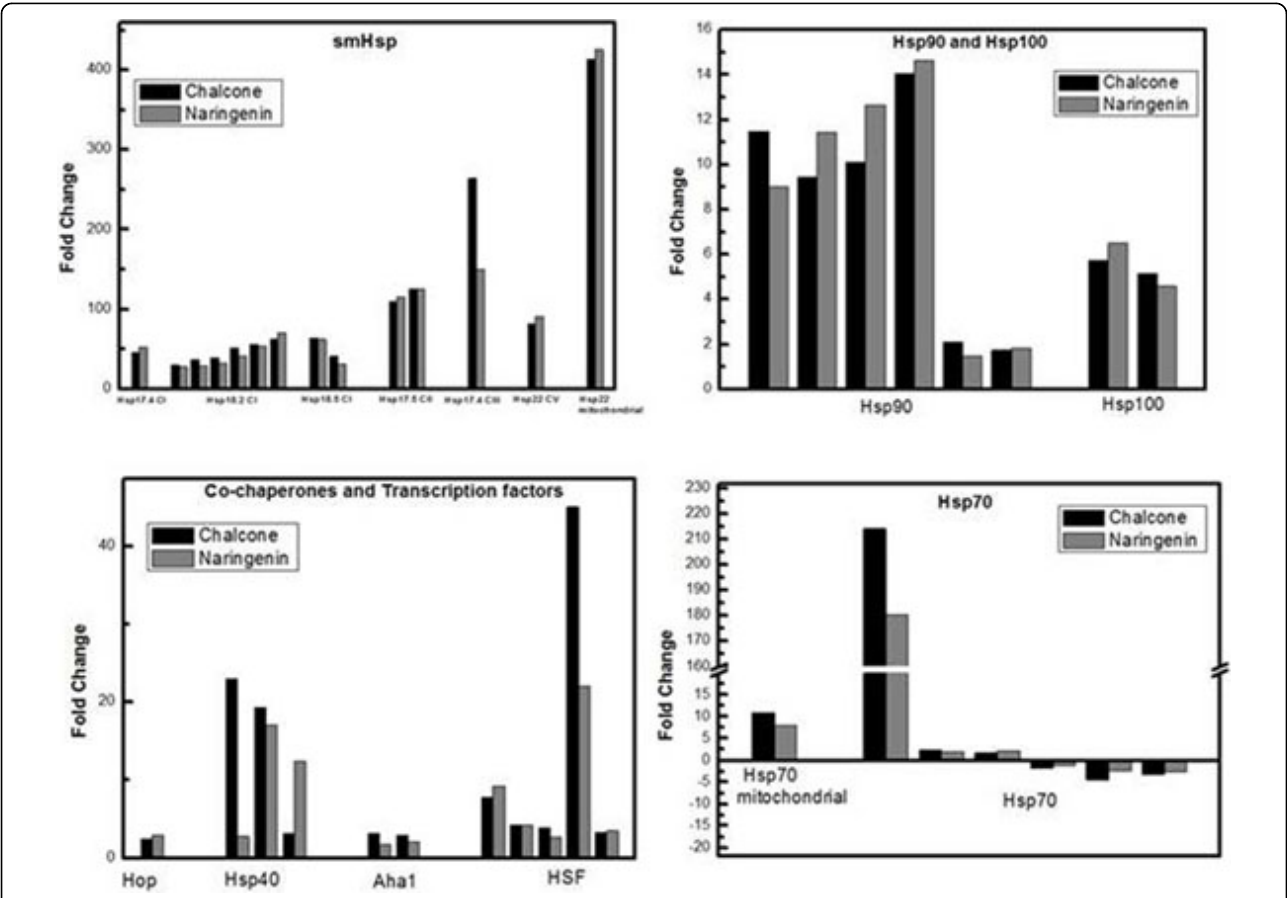 smHsp
Chalcone
Naringenin
Fold Change
400
300
200
100
0
Hsp17.4 CI
Hsp18.2 CI
Hsp18.5 CI
Hsp17.5 CII
Hsp17.4 CIII
Hsp22 CV
Hsp22
mitochondrial
Hsp90 and Hsp100
Chalcone
Naringenin
Fold Change
16
14
12
10
8
6
4
2
0
Hsp90
Hsp100
Co-chaperones and Transcription factors
Chalcone
Naringenin
Fold Change
40
20
0
Hop
Hsp40
Aha1
HSF
Hsp70
Chalcone
Naringenin
Fold Change
230
220
210
200
190
180
170
160
15
10
5
0
-5
-10
-15
-20
Hsp70
mitochondrial
Hsp70